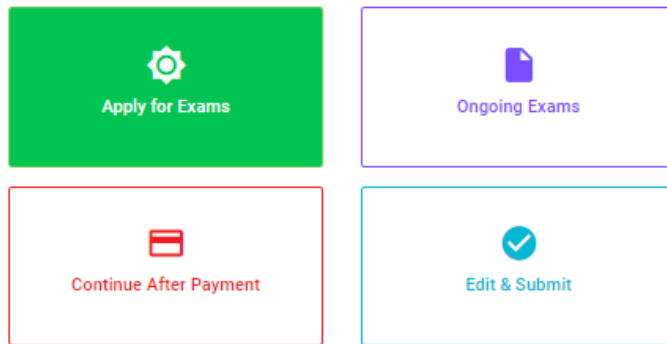 Apply for Exams
Ongoing Exams
Continue After Payment
Edit & Submit